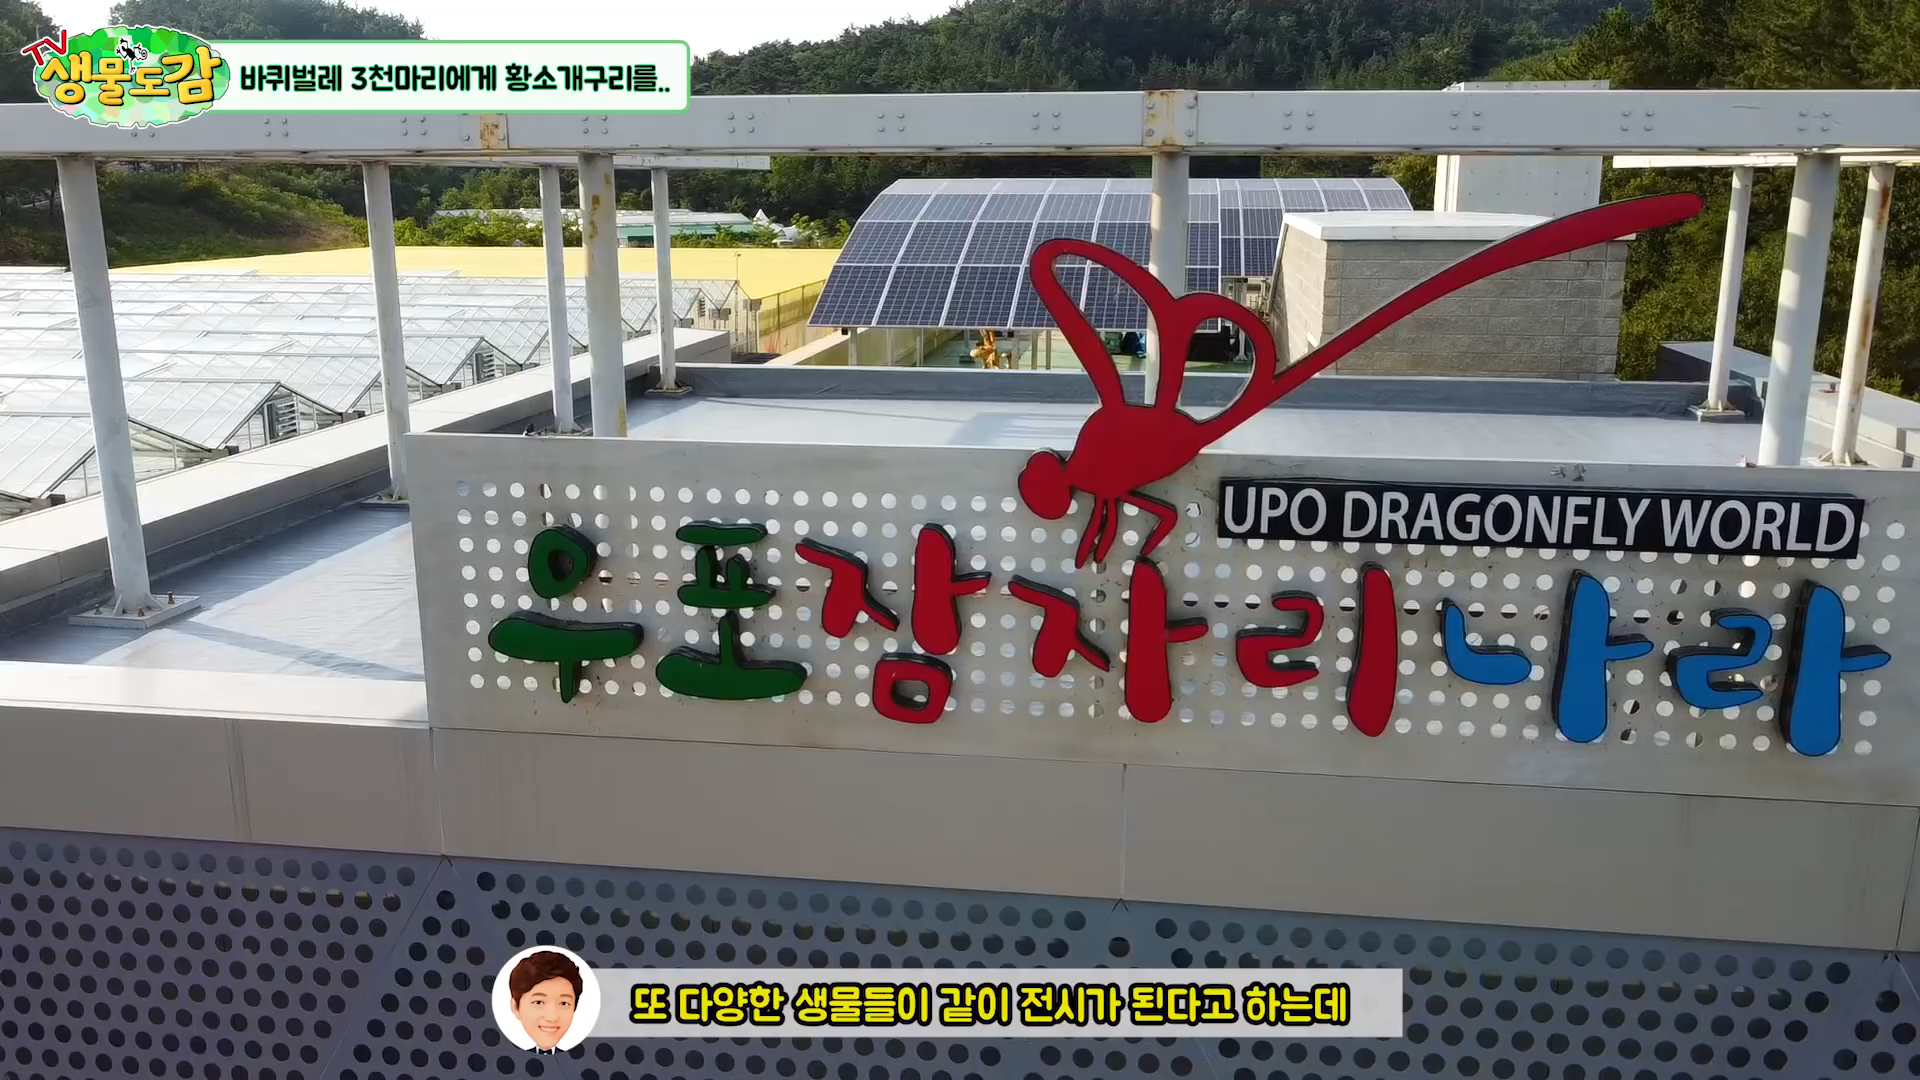 TV생물도감
바퀴벌레 3천마리에게 황소개구리를..
UPO DRAGONFLY WORLD
우포잠자리나라
또 다양한 생물들이 같이 전시가 된다고 하는데